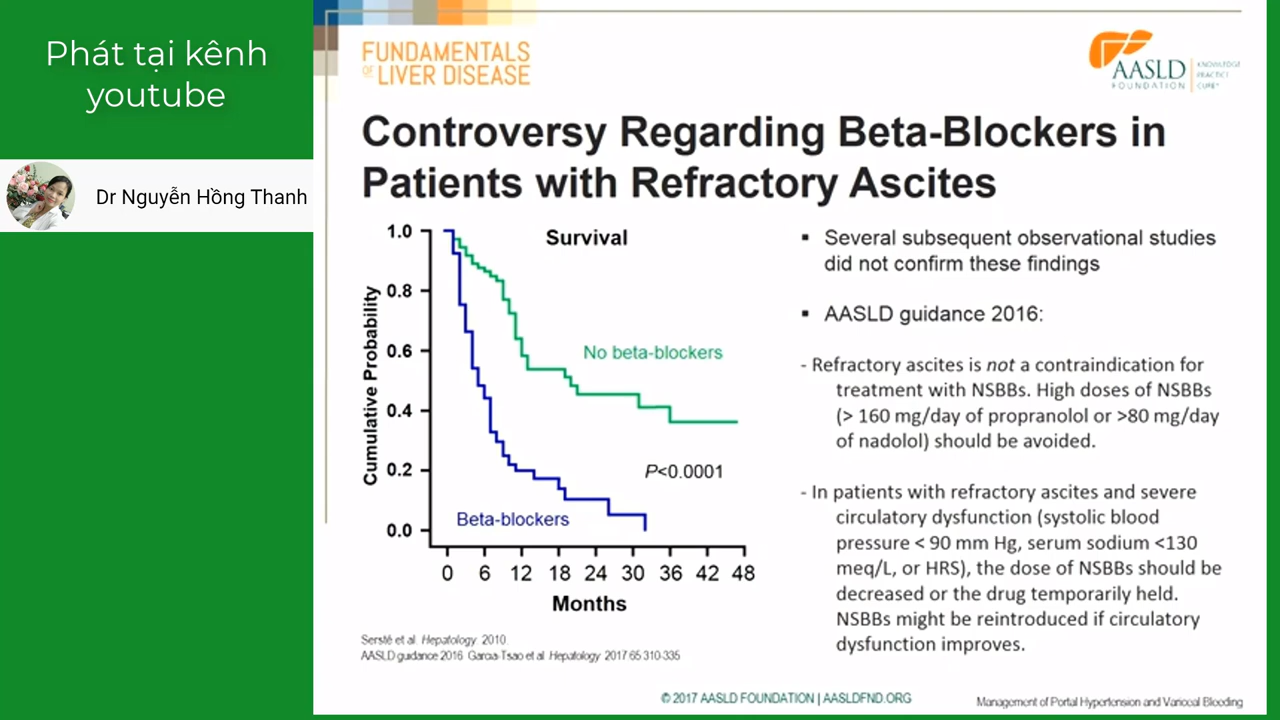 Phát tại kênh
youtube
Dr Nguyễn Hồng Thanh
FUNDAMENTALS
OF LIVER DISEASE
AASLD
FOUNDATION
KNOWLEDGE
PRACTICE
CURE
Controversy Regarding Beta-Blockers in
Patients with Refractory Ascites
Survival
Cumulative Probability
1.0
0.8
0.6
0.4
0.2
0.0
No beta-blockers
P<0.0001
Beta-blockers
0 6 12 18 24 30 36 42 48
Months
▪ Several subsequent observational studies
did not confirm these findings
▪ AASLD guidance 2016:
- Refractory ascites is not a contraindication for
treatment with NSBBs. High doses of NSBBs
(> 160 mg/day of propranolol or >80 mg/day
of nadolol) should be avoided.
- In patients with refractory ascites and severe
circulatory dysfunction (systolic blood
pressure < 90 mm Hg, serum sodium <130
meq/L, or HRS), the dose of NSBBs should be
decreased or the drug temporarily held.
NSBBs might be reintroduced if circulatory
dysfunction improves.
Sersté et al. Hepatology. 2010.
AASLD guidance 2016 Garcia-Tsao et al Hepatology 2017 65 310-335
© 2017 AASLD FOUNDATION | AASLDFND.ORG
Management of Portal Hypertension and Variceal Bleeding